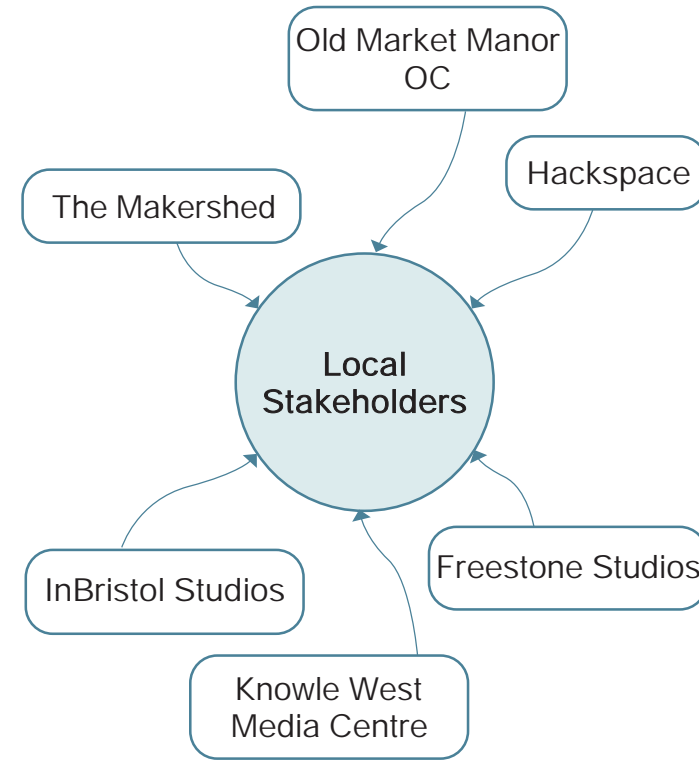 Old Market Manor
OC
Hackspace
The Makershed
Local
Stakeholders
Freestone Studios
InBristol Studios
Knowle West
Media Centre